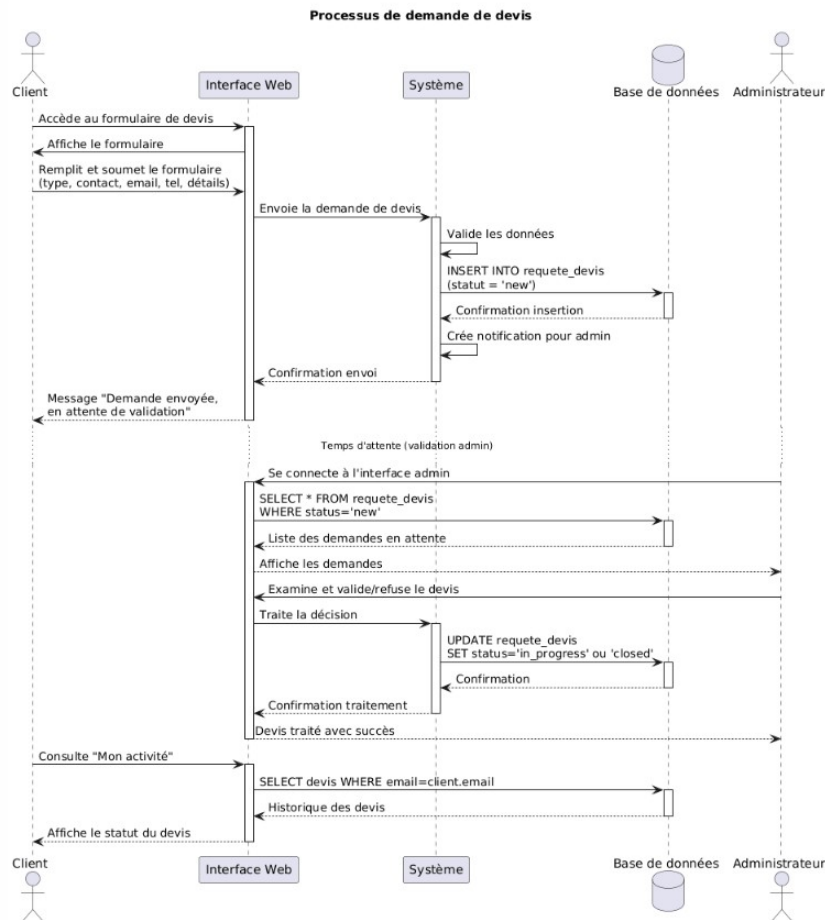 Processus de demande de devis
Client
Interface Web
Système
Base de données
Administrateur
Accède au formulaire de devis
Affiche le formulaire
Remplit et soumet le formulaire
(type, contact, email, tel, détails)
Envoie la demande de devis
Valide les données
INSERT INTO requete_devis
(statut = 'new')
Confirmation insertion
Crée notification pour admin
Confirmation envoi
Message "Demande envoyée,
en attente de validation"
Temps d'attente (validation admin)
Se connecte à l'interface admin
SELECT * FROM requete_devis
WHERE status='new'
Liste des demandes en attente
Affiche les demandes
Examine et valide/refuse le devis
Traite la décision
UPDATE requete_devis
SET status='in_progress' ou 'closed'
Confirmation
Confirmation traitement
Devis traité avec succès
Consulte "Mon activité"
SELECT devis WHERE email=client.email
Historique des devis
Affiche le statut du devis
Client
Interface Web
Système
Base de données
Administrateur